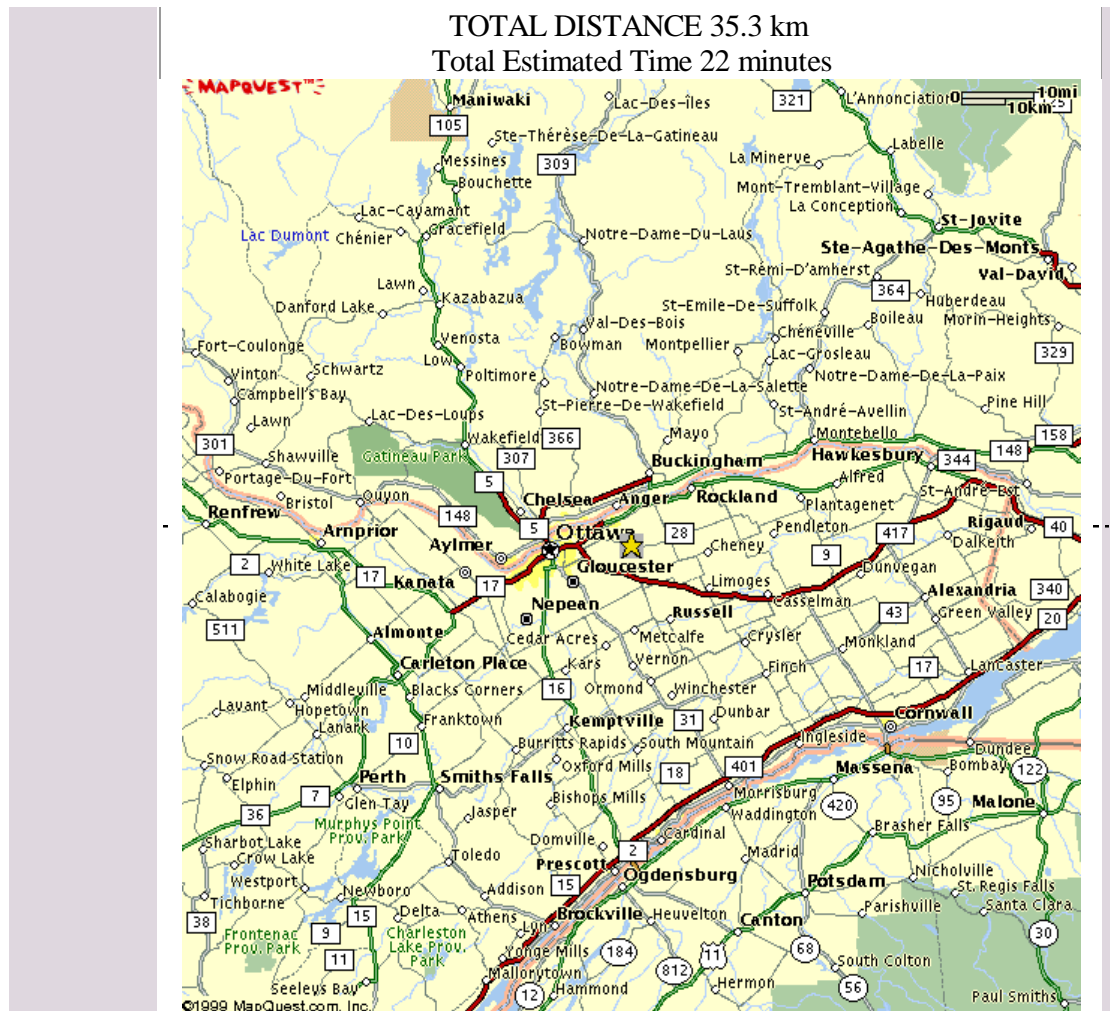 TOTAL DISTANCE 35.3 km
Total Estimated Time 22 minutes
MAPQUEST™
Maniwaki
Lac-Des-îles
321
L'Annonciation
0 10mi
10km
105
Ste-Thérèse-De-La-Gatineau
309
Labelle
Messines
La Minerve
Bouchette
Mont-Tremblant-Village
Lac-Cayamant
La Conception
St-Jovite
Lac Dumont
Chénier
Gracefield
Notre-Dame-Du-Laus
Ste-Agathe-Des-Monts
St-Rémi-D'amherst
Val-David
Lawn
364
Kazabazua
Huberdeau
Danford Lake
St-Emile-De-Suffolk
Boileau
Morin-Heights
Val-Des-Bois
Venosta
Chénéville
Fort-Coulonge
Bowman
Montpellier
329
Low
Lac-Grosleau
Vinton
Schwartz
Poltimore
Notre-Dame-De-La-Paix
Campbell's Bay
Notre-Dame-De-La-Salette
Lac-Des-Loups
St-Pierre-De-Wakefield
St-André-Avellin
Pine Hill
Lawn
301
Wakefield
366
Mayo
Montebello
158
148
Shawville
Gatineau Park
307
Buckingham
Hawkesbury
344
Portage-Du-Fort
5
Alfred
Bristol
Quyon
Chelsea
Anger
Rockland
Plantagenet
St-André-Est
Renfrew
148
5
Ottawa
28
Pendleton
417
Rigaud
40
Arnprior
Aylmer
Cheney
9
Dalkeith
2
White Lake
17
Kanata
17
Gloucester
Dunvegan
Limoges
Alexandria
340
Calabogie
Nepean
Casselman
43
Green Valley
20
511
Russell
Almonte
Cedar Acres
Metcalfe
Crysler
Monkland
Carleton Place
Kars
Vernon
Finch
17
Lancaster
Middleville
Blacks Corners
16
Ormond
Winchester
Lavant
Hopetown
Franktown
Kemptville
31
Dunbar
Cornwall
Lanark
10
Burritts Rapids
South Mountain
Ingleside
Dundee
Snow Road Station
Oxford Mills
18
401
Massena
Bombay
122
Elphin
Perth
Smiths Falls
Morrisburg
7
Glen Tay
Bishops Mills
Waddington
420
95
Malone
36
Jasper
Murphys Point
Prov. Park
Brasher Falls
Sharbot Lake
Domville
Cardinal
Crow Lake
Toledo
2
Madrid
Prescott
Westport
Ogdensburg
Potsdam
Nicholville
Newboro
Addison
15
St. Regis Falls
Tichborne
15
Delta
Athens
Brockville
Heuvelton
Parishville
Santa Clara
38
Canton
Frontenac
Prov. Park
9
Charleston
Lake Prov.
Park
Lyn
30
11
Yonge Mills
184
11
68
Mallorytown
812
South Colton
Seeleys Bay
12
Hammond
Hermon
56
Paul Smiths
©1999 MapQuest.com, Inc.